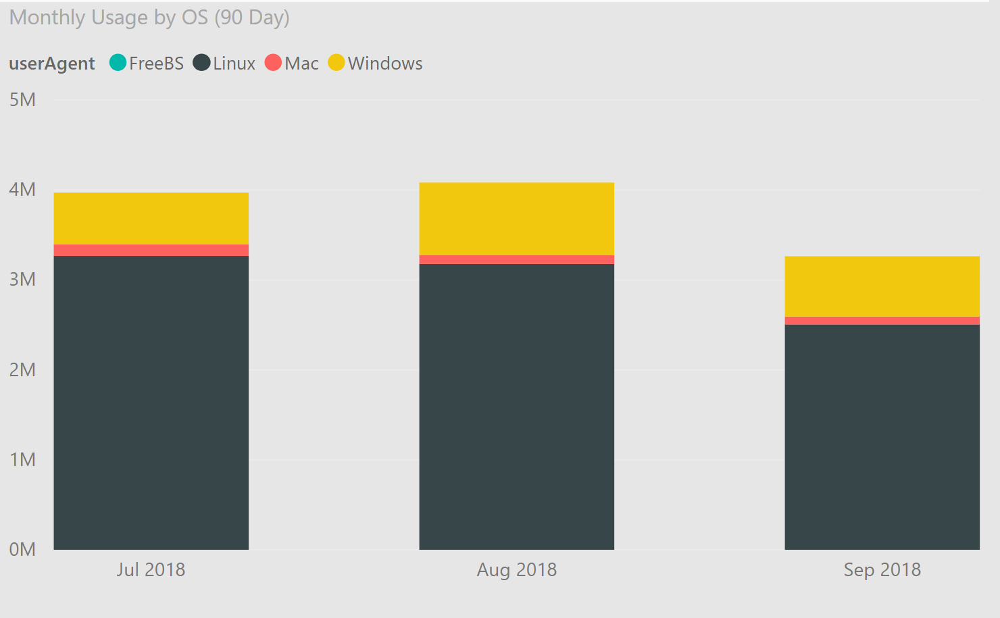 Monthly Usage by OS (90 Day)
userAgent FreeBS Linux Mac Windows
5M
4M
3M
2M
1M
0M
Jul 2018 Aug 2018 Sep 2018